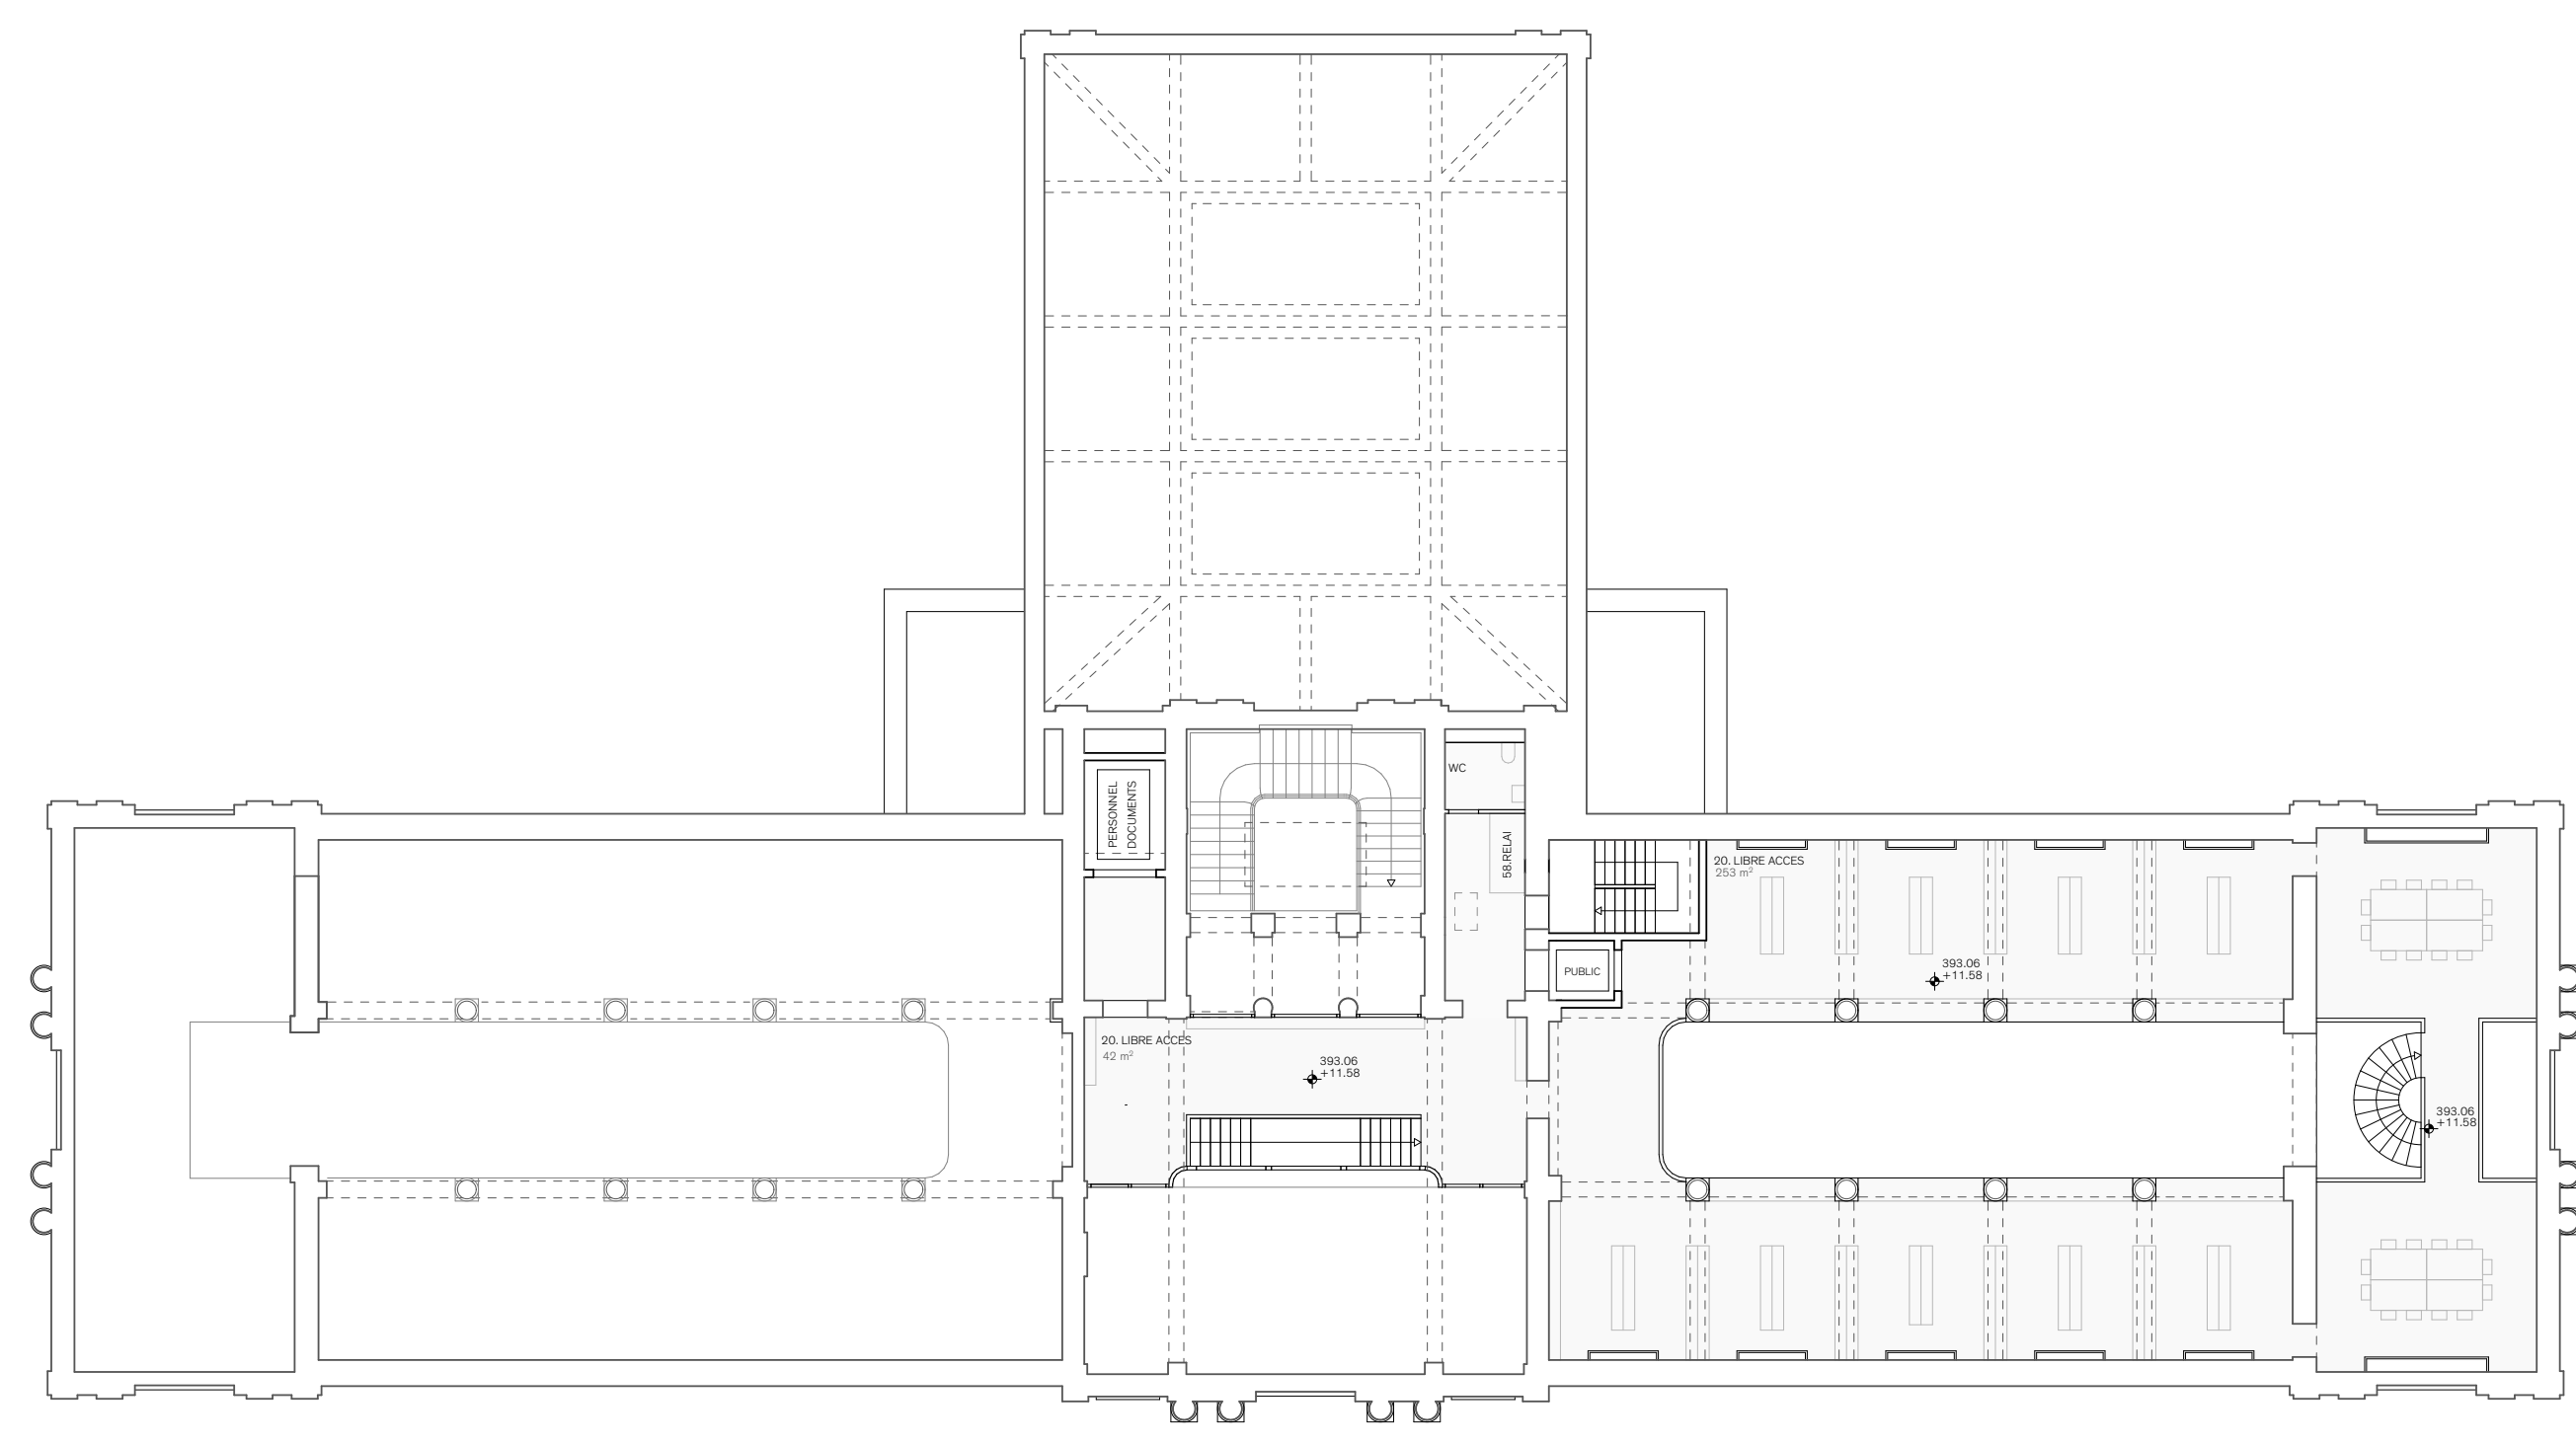 WC
PERSONNEL
DOCUMENTS
58.RELAI
20. LIBRE ACCES
253 m²
PUBLIC
393.06
+11.58
20. LIBRE ACCES
42 m²
393.06
+11.58
393.06
+11.58